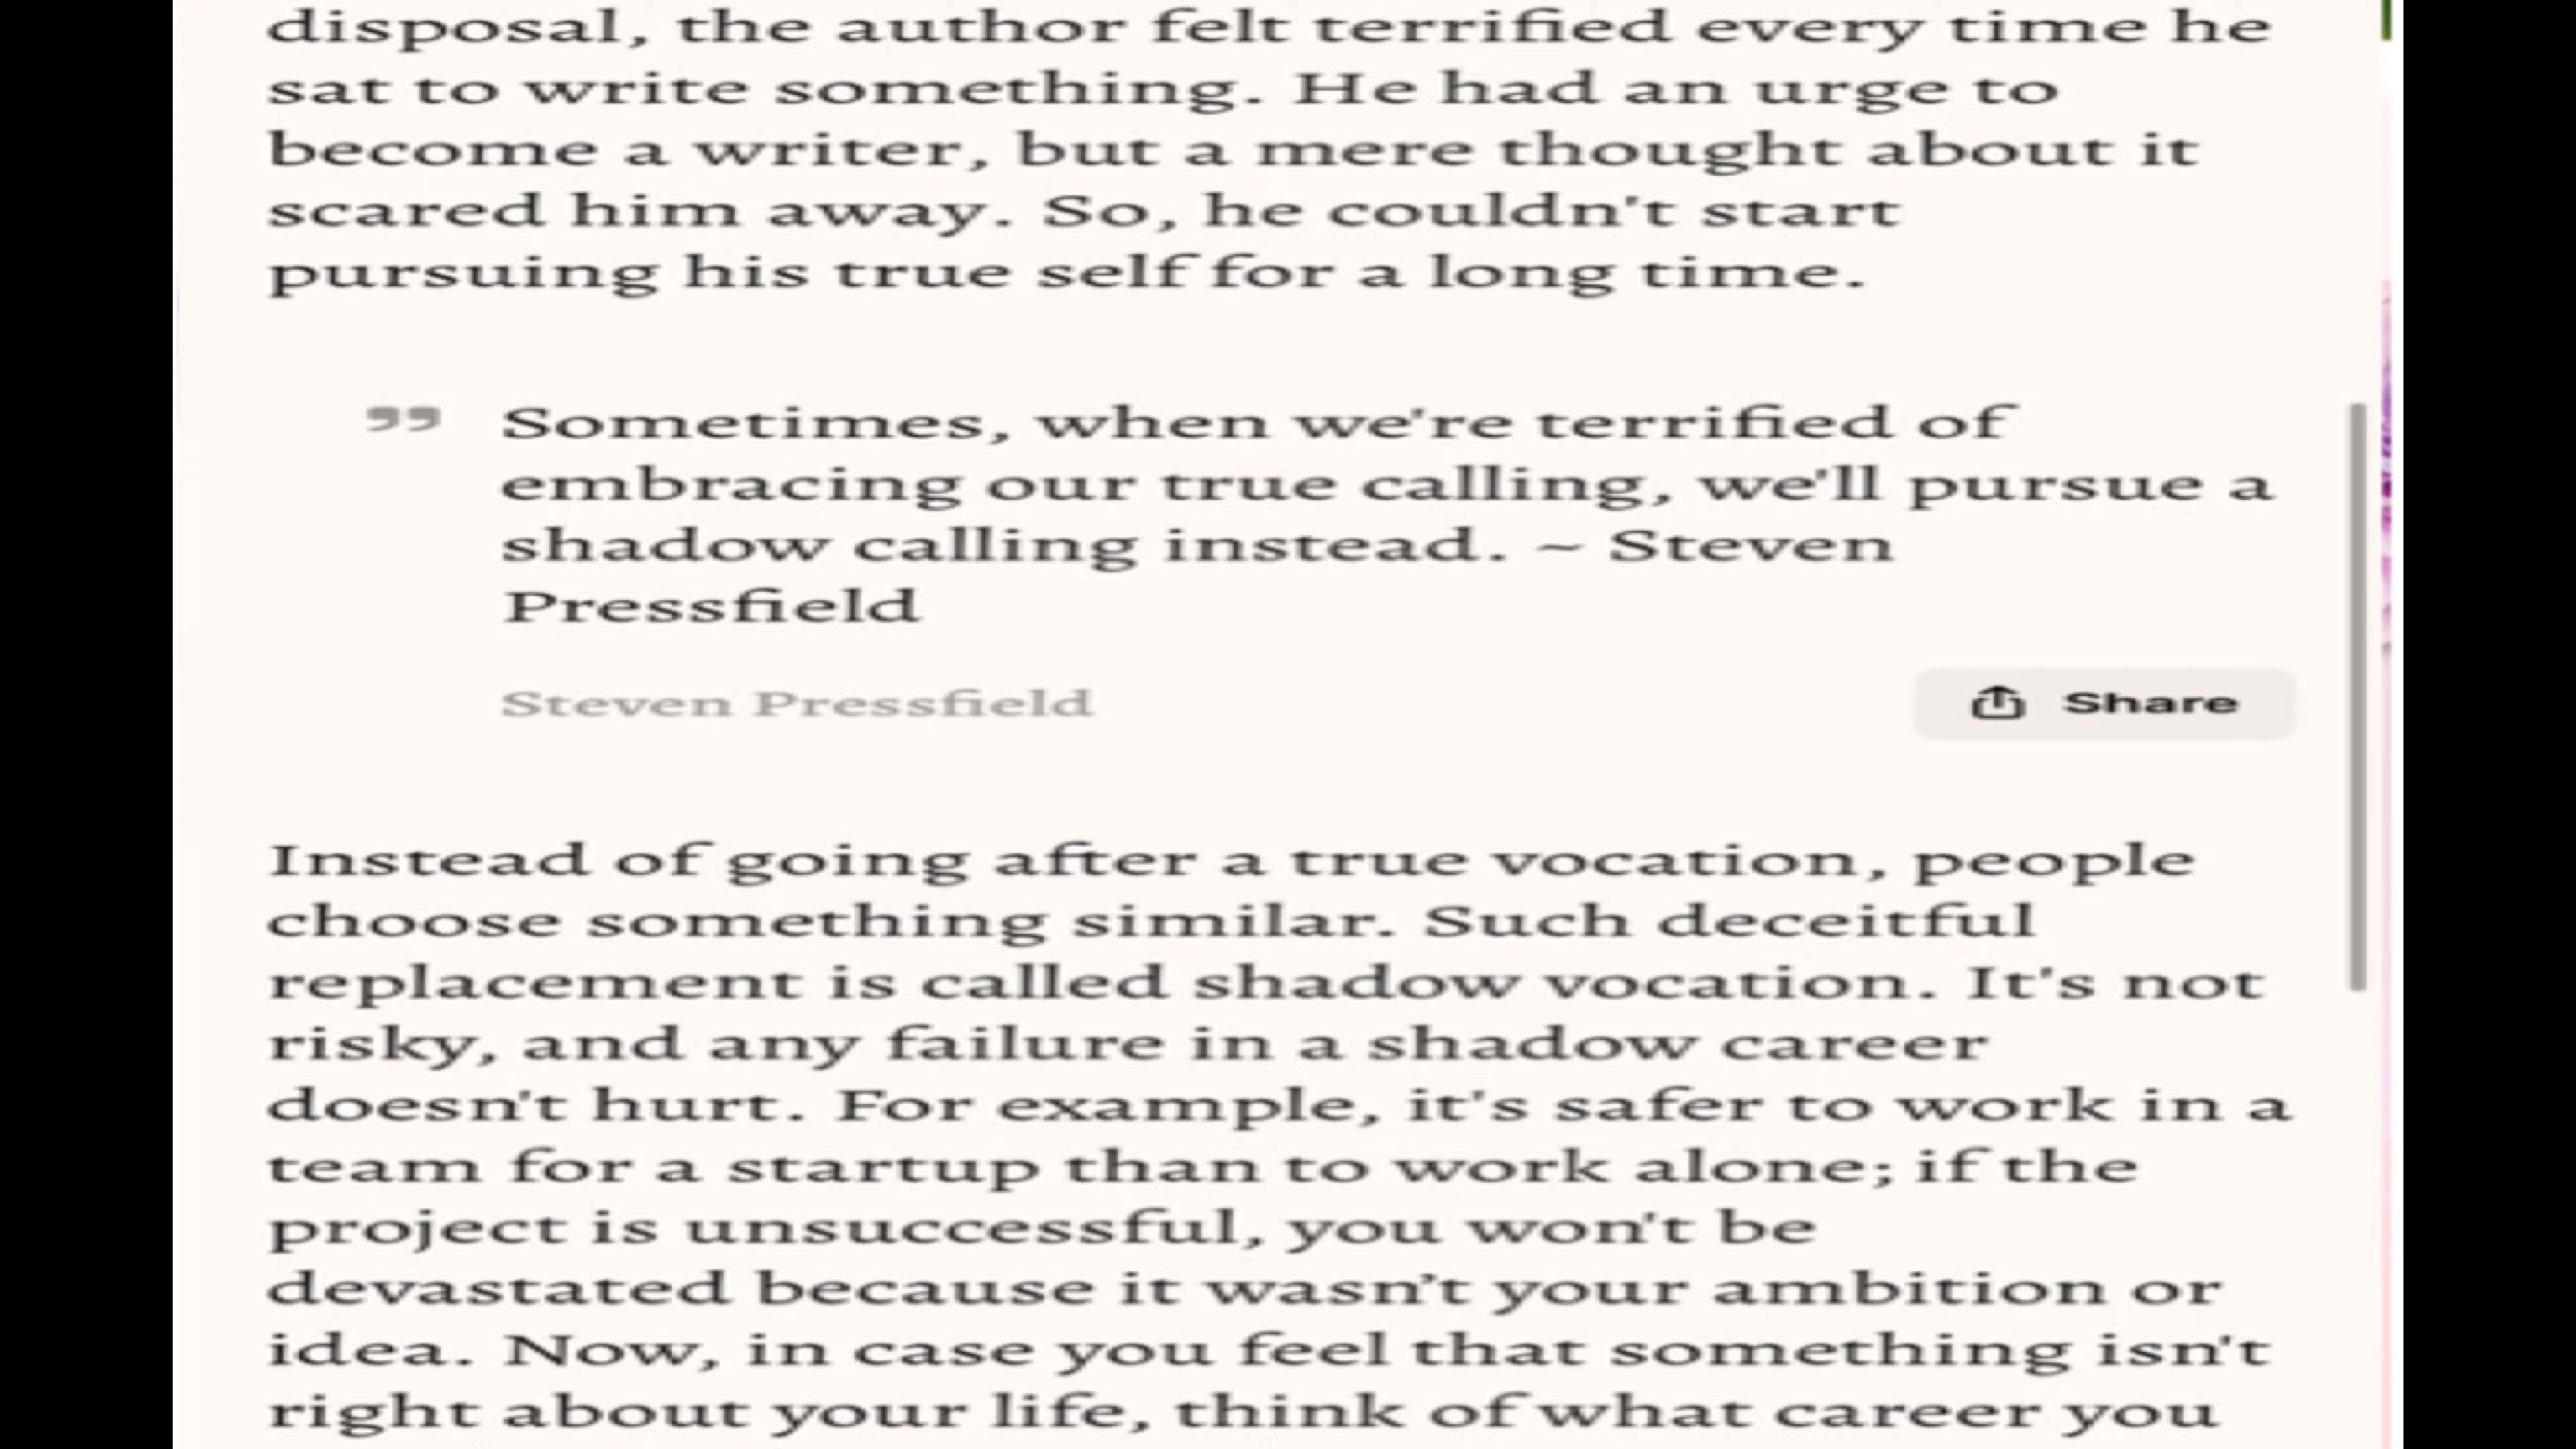 disposal, the author felt terrified every time he
sat to write something. He had an urge to
become a writer, but a mere thought about it
scared him away. So, he couldn't start
pursuing his true self for a long time.
” Sometimes, when we're terrified of
embracing our true calling, we'll pursue a
shadow calling instead. ~ Steven
Pressfield
Steven Pressfield
Share
Instead of going after a true vocation, people
choose something similar. Such deceitful
replacement is called shadow vocation. It's not
risky, and any failure in a shadow career
doesn't hurt. For example, it's safer to work in a
team for a startup than to work alone; if the
project is unsuccessful, you won't be
devastated because it wasn’t your ambition or
idea. Now, in case you feel that something isn't
right about your life, think of what career you